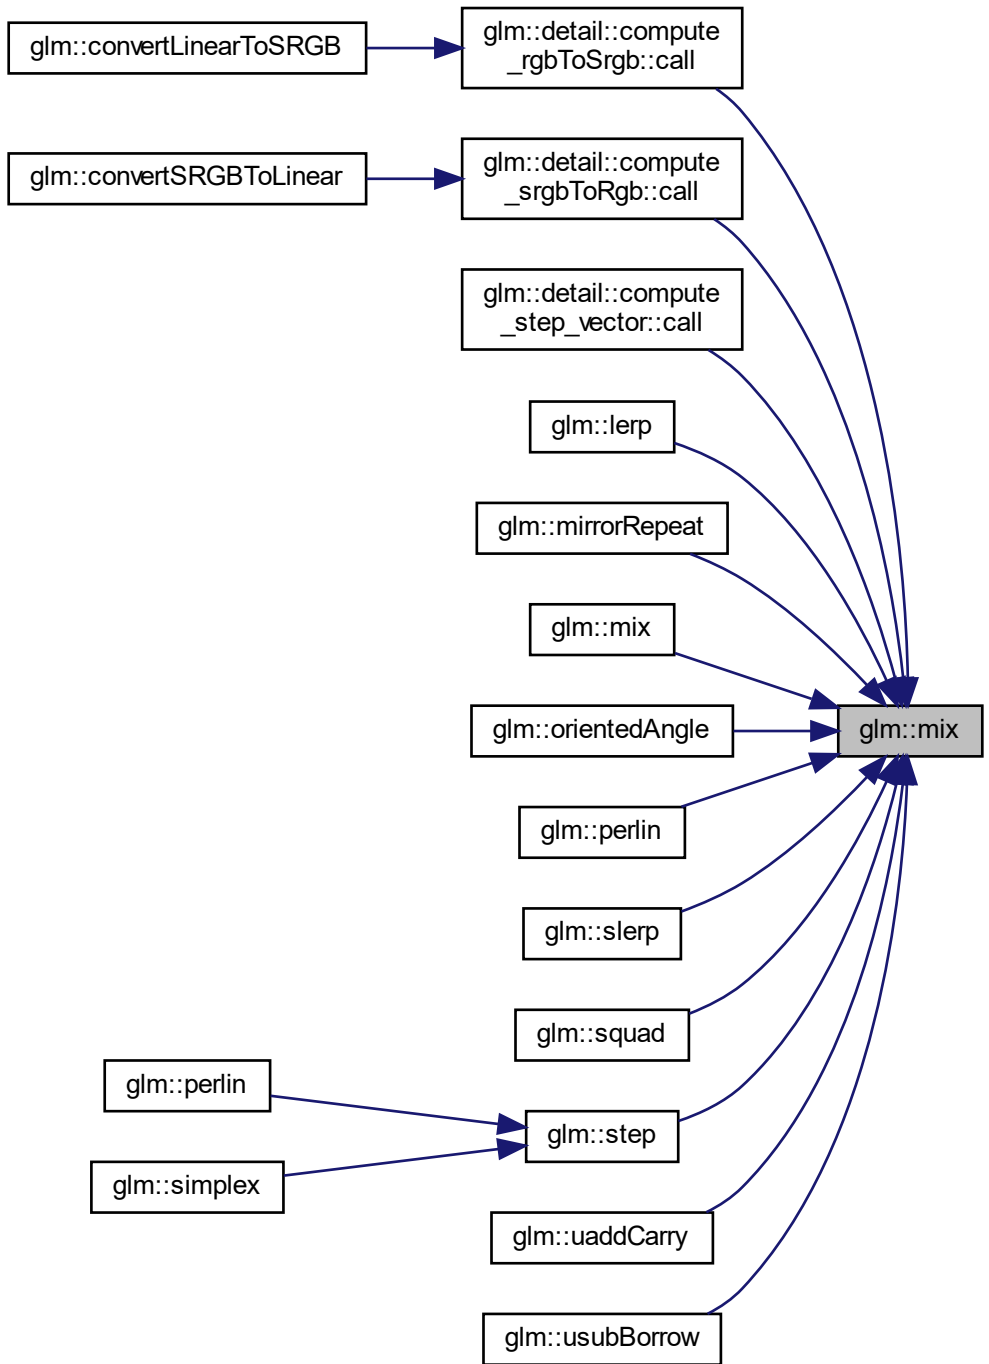 glm::convertLinearToSRGB
glm::detail::compute
_rgbToSrgb::call
glm::convertSRGBToLinear
glm::detail::compute
_srgbToRgb::call
glm::detail::compute
_step_vector::call
glm::lerp
glm::mirrorRepeat
glm::mix
glm::orientedAngle
glm::mix
glm::perlin
glm::slerp
glm::squad
glm::perlin
glm::step
glm::simplex
glm::uaddCarry
glm::usubBorrow